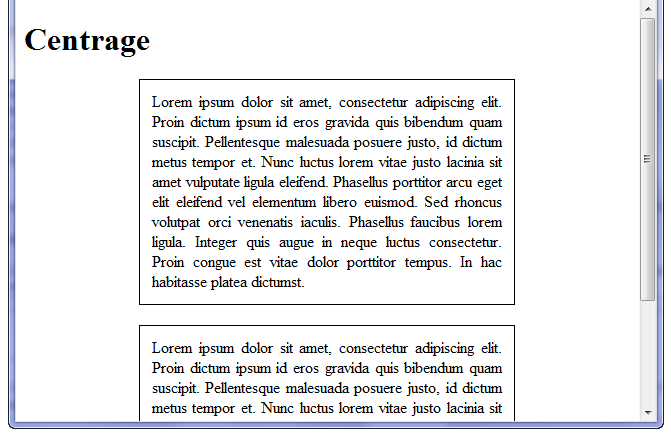 Centrage
Lorem ipsum dolor sit amet, consectetur adipiscing elit.
Proin dictum ipsum id eros gravida quis bibendum quam
suscipit. Pellentesque malesuada posuere justo, id dictum
metus tempor et. Nunc luctus lorem vitae justo lacinia sit
amet vulputate ligula eleifend. Phasellus porttitor arcu eget
elit eleifend vel elementum libero euismod. Sed rhoncus
volutpat orci venenatis iaculis. Phasellus faucibus lorem
ligula. Integer quis augue in neque luctus consectetur.
Proin congue est vitae dolor porttitor tempus. In hac
habitasse platea dictumst.
Lorem ipsum dolor sit amet, consectetur adipiscing elit.
Proin dictum ipsum id eros gravida quis bibendum quam
suscipit. Pellentesque malesuada posuere justo, id dictum
metus tempor et. Nunc luctus lorem vitae justo lacinia sit